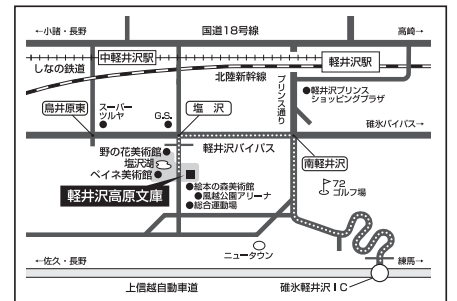 ←小諸・長野
国道18号線
高崎→
中軽井沢駅
軽井沢駅
しなの鉄道
北陸新幹線
プリンス通り
軽井沢プリンス
ショッピングプラザ
鳥井原東
スーパー
ツルヤ
G.S.
塩 沢
碓氷バイパス→
野の花美術館
軽井沢バイパス
南軽井沢
塩沢湖
ペイネ美術館
軽井沢高原文庫
絵本の森美術館
風越公園アリーナ
総合運動場
72
ゴルフ場
ニュータウン
←佐久・長野
練馬→
上信越自動車道
碓氷軽井沢IC